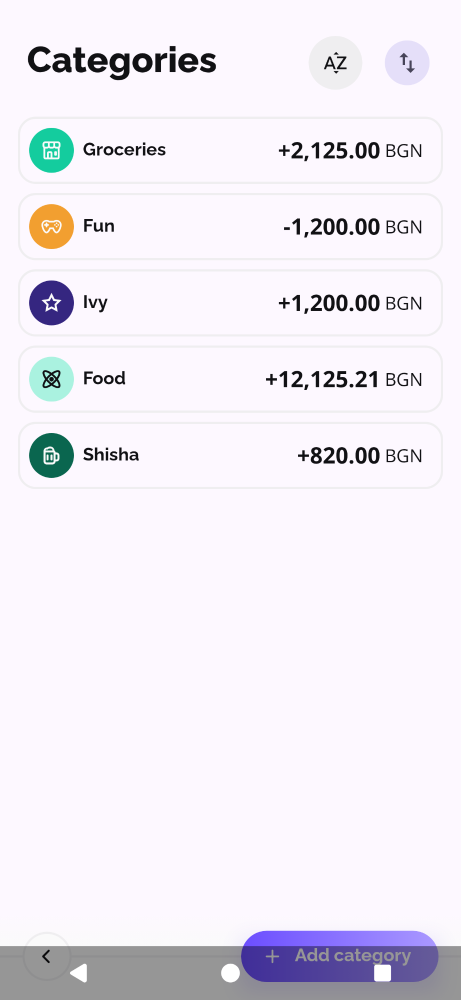 Categories
AZ
Groceries +2,125.00 BGN
Fun -1,200.00 BGN
Ivy +1,200.00 BGN
Food +12,125.21 BGN
Shisha +820.00 BGN
+ Add category